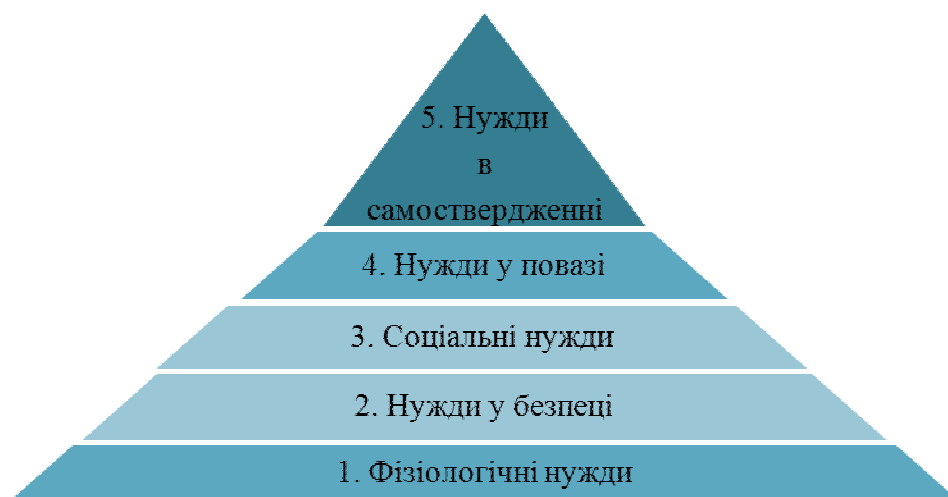 5. Нужди
в
самоствердженні
4. Нужди у повазі
3. Соціальні нужди
2. Нужди у безпеці
1. Фізіологічні нужди